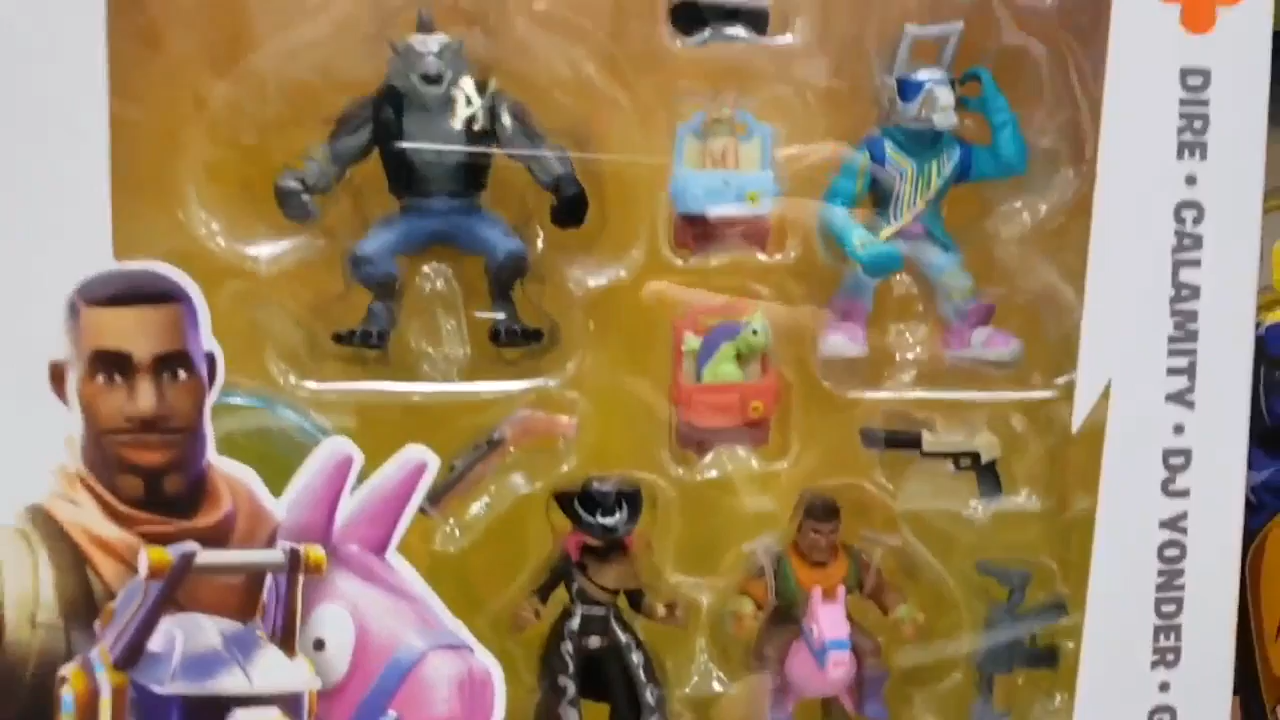 DIRE • CALAMITY • DJ YONDER •